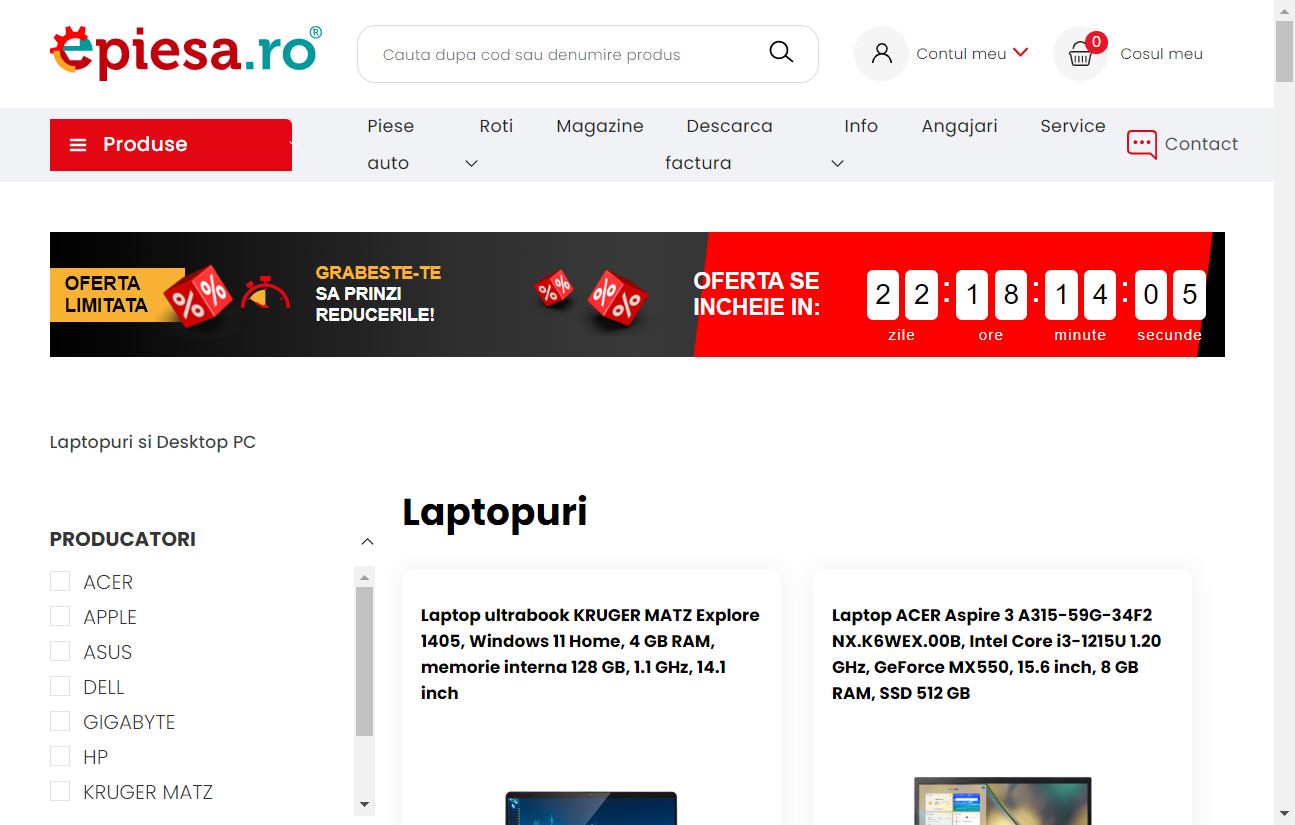 epiesa.ro®
Cauta dupa cod sau denumire produs
Contul meu
0
Cosul meu
Produse
Piese auto
Roti
Magazine
Descarca factura
Info
Angajari
Service
Contact
OFERTA
LIMITATA
% %
GRABESTE-TE
SA PRINZI
REDUCERILE!
% %
% %
OFERTA SE
INCHEIE IN:
22:18:14:05
zile ore minute secunde
Laptopuri si Desktop PC
Laptopuri
PRODUCATORI
ACER
APPLE
ASUS
DELL
GIGABYTE
HP
KRUGER MATZ
Laptop ultrabook KRUGER MATZ Explore
1405, Windows 11 Home, 4 GB RAM,
memorie interna 128 GB, 1.1 GHz, 14.1
inch
Laptop ACER Aspire 3 A315-59G-34F2
NX.K6WEX.00B, Intel Core i3-1215U 1.20
GHz, GeForce MX550, 15.6 inch, 8 GB
RAM, SSD 512 GB